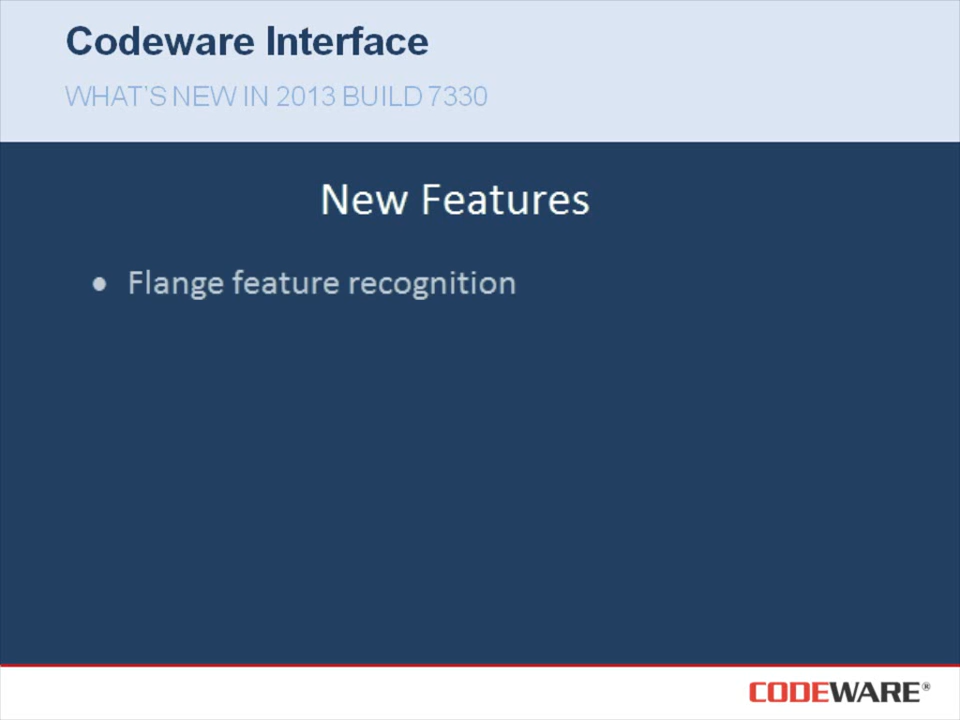 Codeware Interface
WHAT'S NEW IN 2013 BUILD 7330
New Features
• Flange feature recognition
CODEWARE®